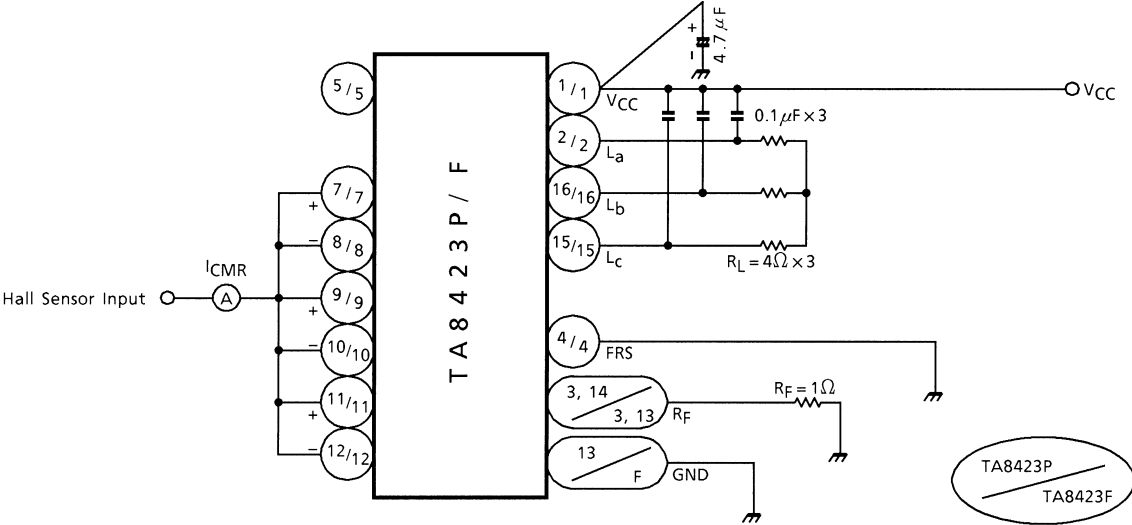 +
4.7μF
−
5/5
1/1
VCC
VCC
0.1μF×3
2/2
La
7/7
+
16/16
Lb
−
8/8
15/15
Lc
RL=4Ω×3
ICMR
Hall Sensor Input
A
9/9
+
TA8423P/F
−
10/10
4/4
FRS
11/11
+
3, 14
3, 13
RF
RF=1Ω
−
12/12
13
F
GND
TA8423P
TA8423F